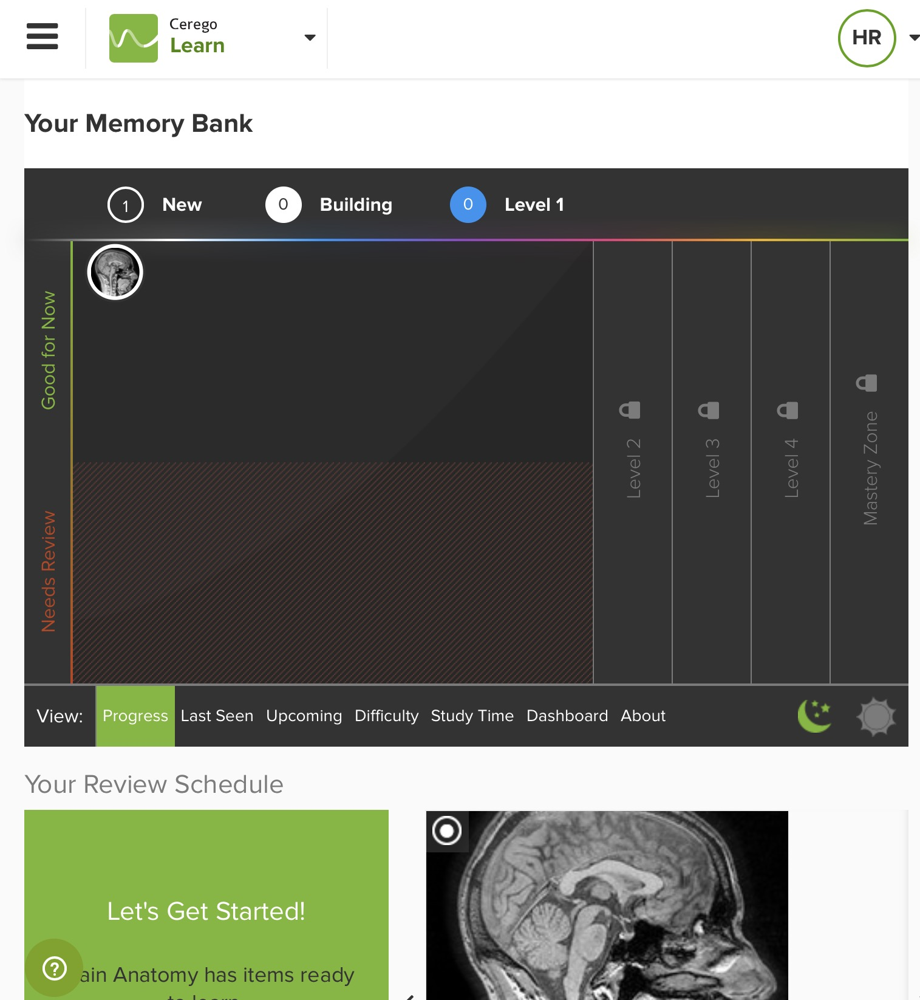 Cerego
Learn
HR
Your Memory Bank
1 New 0 Building 0 Level 1
Good for Now
Needs Review
Level 2
Level 3
Level 4
Mastery Zone
View: Progress Last Seen Upcoming Difficulty Study Time Dashboard About
Your Review Schedule
Let's Get Started!
?
ain Anatomy has items ready
to learn